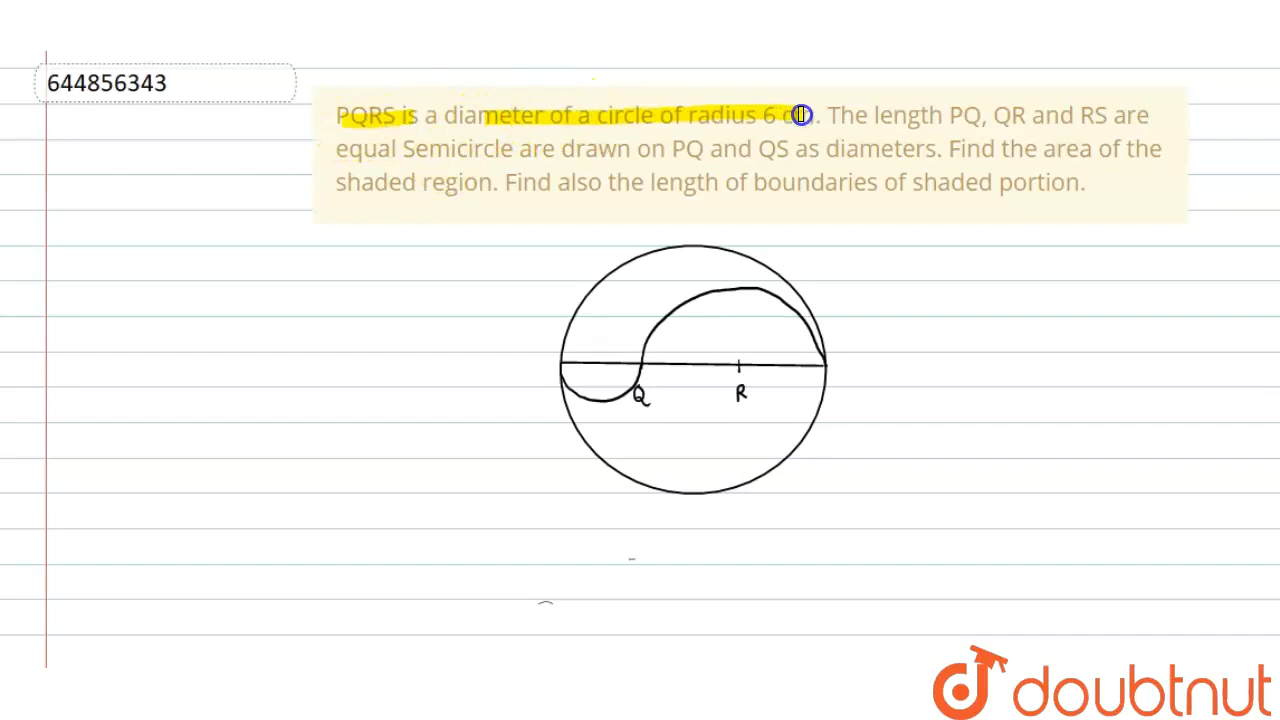 644856343
PQRS is a diameter of a circle of radius 6 cm. The length PQ, QR and RS are
equal Semicircle are drawn on PQ and QS as diameters. Find the area of the
shaded region. Find also the length of boundaries of shaded portion.
Q R
doubtnut